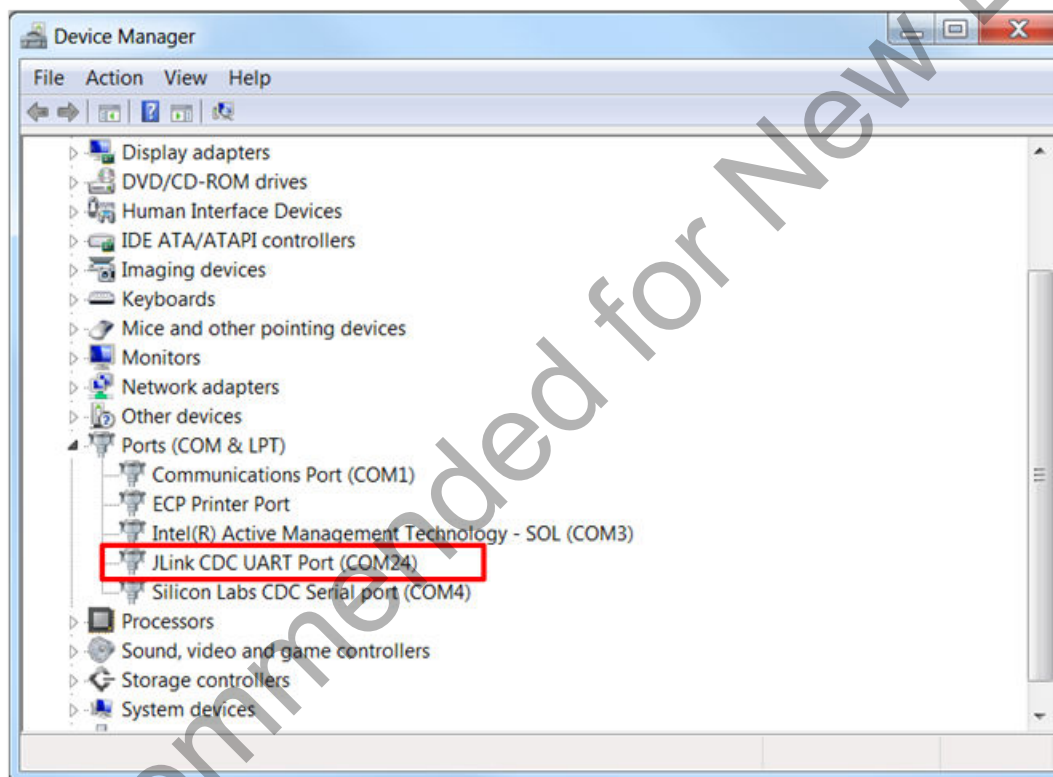 Device Manager
File Action View Help
Display adapters
DVD/CD-ROM drives
Human Interface Devices
IDE ATA/ATAPI controllers
Imaging devices
Keyboards
Mice and other pointing devices
Monitors
Network adapters
Other devices
Ports (COM & LPT)
Communications Port (COM1)
ECP Printer Port
Intel(R) Active Management Technology - SOL (COM3)
JLink CDC UART Port (COM24)
Silicon Labs CDC Serial port (COM4)
Processors
Sound, video and game controllers
Storage controllers
System devices
for New